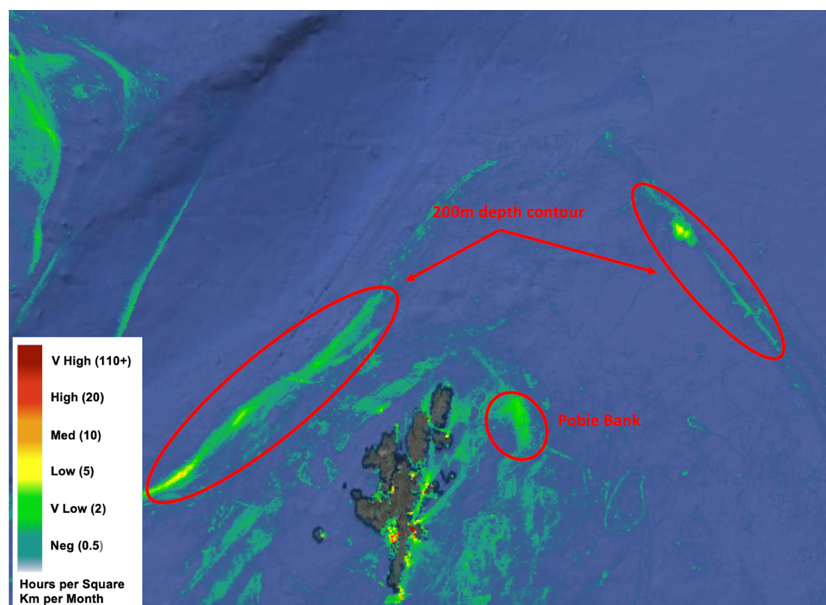 200m depth contour
Pobie Bank
V High (110+)
High (20)
Med (10)
Low (5)
V Low (2)
Neg (0.5)
Hours per Square
Km per Month